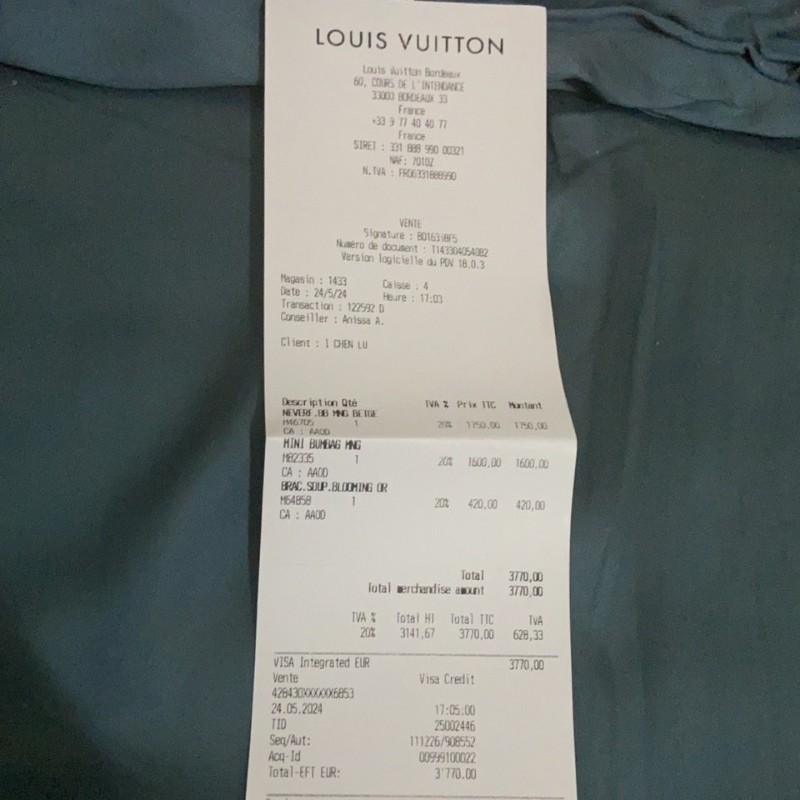 LOUIS VUITTON
Louis Vuitton Bordeaux
60, COURS DE L'INTENDANCE
33000 BORDEAUX 33
France
+33 9 77 40 40 77
France
SIRET : 331 888 990 00321
NAF: 7010Z
N.TVA : FR06331888990
VENTE
Signature :
Numéro de document : 1143304054082
Version logicielle du PDV 18.0.3
Magasin : 1433 Caisse : 4
Date : 24/5/24 Heure : 17:03
Transaction : 122592 D
Conseiller : Anissa A.
Client : 1 CHEN LU
Description Qté TVA % Prix TTC Montant
NEVERF.BB MNG BEIGE
M46705 1 20% 1750,00 1750,00
CA : AAOD
MINI BUMBAG MNG
M82335 1 20% 1600,00 1600,00
CA : AAOD
BRAC.SOUP.BLOOMING OR
M64858 1 20% 420,00 420,00
CA : AAOD
Total 3770,00
Total merchandise amount 3770,00
TVA % Total HT Total TTC TVA
20% 3141,67 3770,00 628,33
VISA Integrated EUR 3770,00
Vente Visa Credit
428430XXXXXX6853
24.05.2024 17:05:00
TID 25002446
Seq/Aut: 111226/908552
Acq-Id 00999100022
Total-EFT EUR: 3'770.00